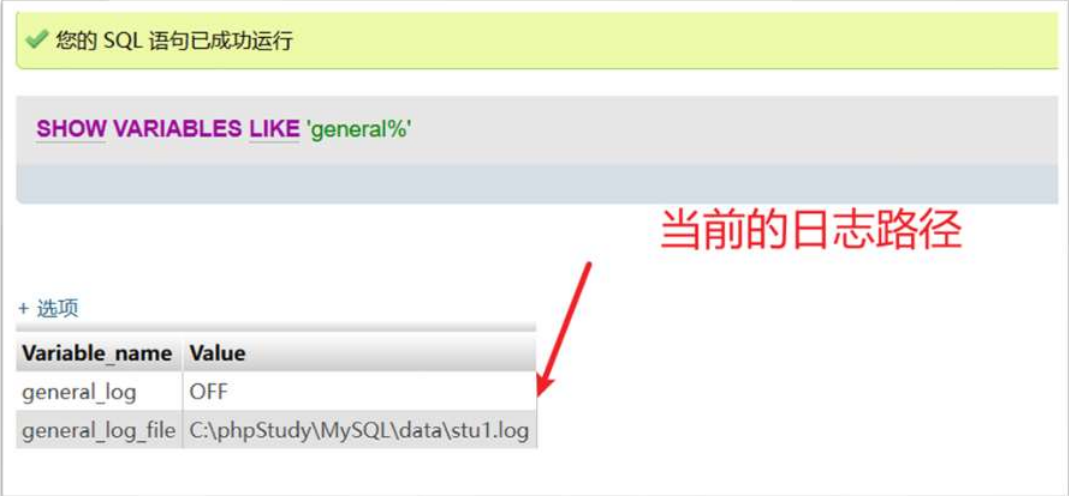 您的 SQL 语句已成功运行
SHOW VARIABLES LIKE 'general%'
当前的日志路径
+ 选项
Variable_name Value
general_log OFF
general_log_file C:\phpStudy\MySQL\data\stu1.log